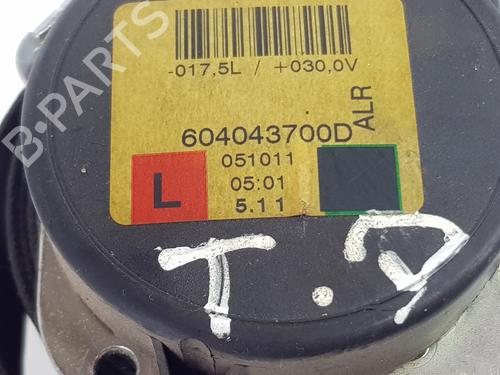 B-PARTS
-017,5L / +030,0V
604043700D
ALR
051011
L
05:01
5.11
T.D